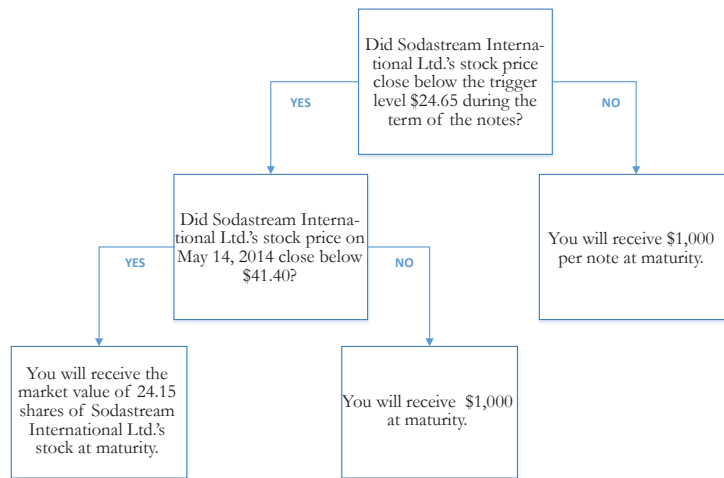 Did Sodastream Interna-
tional Ltd.'s stock price
close below the trigger
level $24.65 during the
term of the notes?
YES
NO
Did Sodastream Interna-
tional Ltd.'s stock price on
May 14, 2014 close below
$41.40?
You will receive $1,000
per note at maturity.
YES
NO
You will receive the
market value of 24.15
shares of Sodastream
International Ltd.'s
stock at maturity.
You will receive $1,000
at maturity.